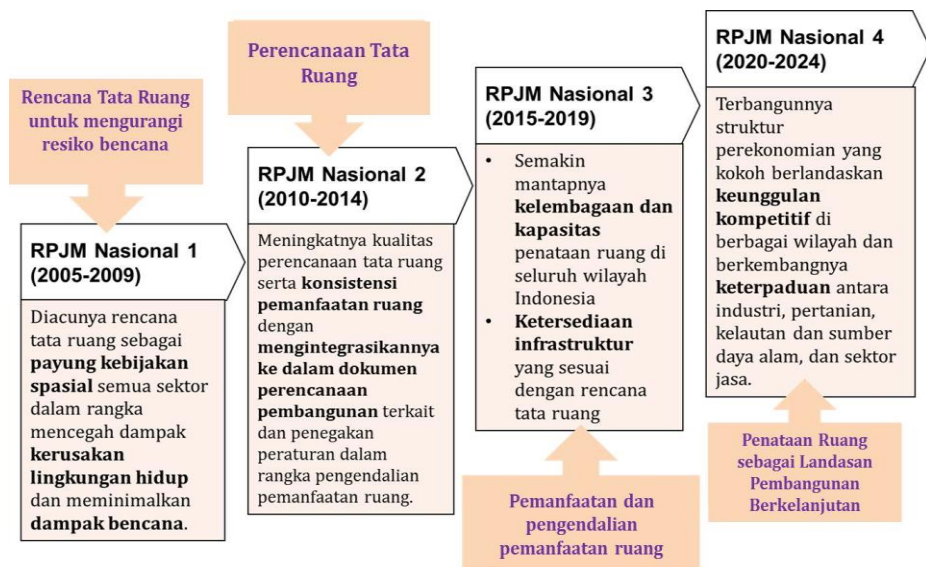 Rencana Tata Ruang
untuk mengurangi
resiko bencana
RPJM Nasional 1
(2005-2009)
Diacunya rencana
tata ruang sebagai
payung kebijakan
spasial semua sektor
dalam rangka
mencegah dampak
kerusakan
lingkungan hidup
dan meminimalkan
dampak bencana.
Perencanaan Tata
Ruang
RPJM Nasional 2
(2010-2014)
Meningkatnya kualitas
perencanaan tata ruang
serta konsistensi
pemanfaatan ruang
dengan
mengintegrasikannya
ke dalam dokumen
perencanaan
pembangunan terkait
dan penegakan
peraturan dalam
rangka pengendalian
pemanfaatan ruang.
RPJM Nasional 3
(2015-2019)
• Semakin
mantapnya
kelembagaan dan
kapasitas
penataan ruang di
seluruh wilayah
Indonesia
• Ketersediaan
infrastruktur
yang sesuai
dengan rencana
tata ruang
Pemanfaatan dan
pengendalian
pemanfaatan ruang
RPJM Nasional 4
(2020-2024)
Terbangunnya
struktur
perekonomian yang
kokoh berlandaskan
keunggulan
kompetitif di
berbagai wilayah dan
berkembangnya
keterpaduan antara
industri, pertanian,
kelautan dan sumber
daya alam, dan sektor
jasa.
Penataan Ruang
sebagai Landasan
Pembangunan
Berkelanjutan